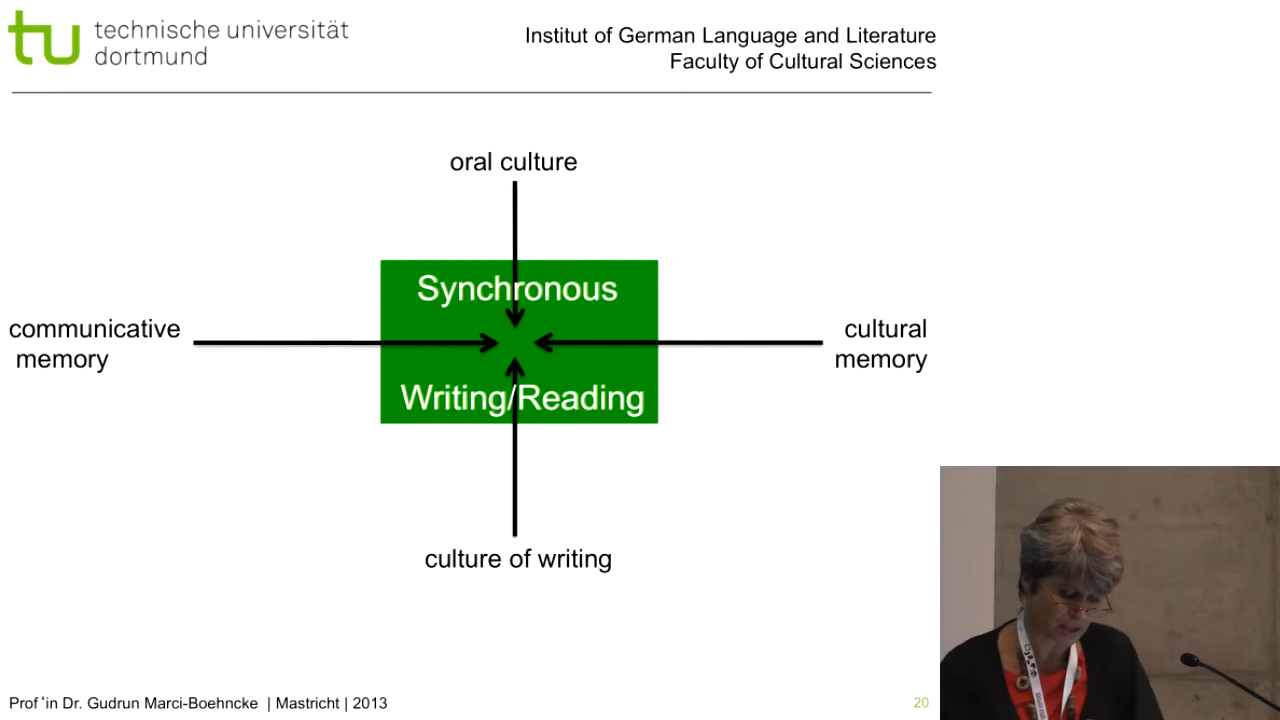 tu technische universität
dortmund
Institut of German Language and Literature
Faculty of Cultural Sciences
oral culture
Synchronous
communicative
memory
cultural
memory
Writing/Reading
culture of writing
Prof‘in Dr. Gudrun Marci-Boehncke | Mastricht | 2013
20